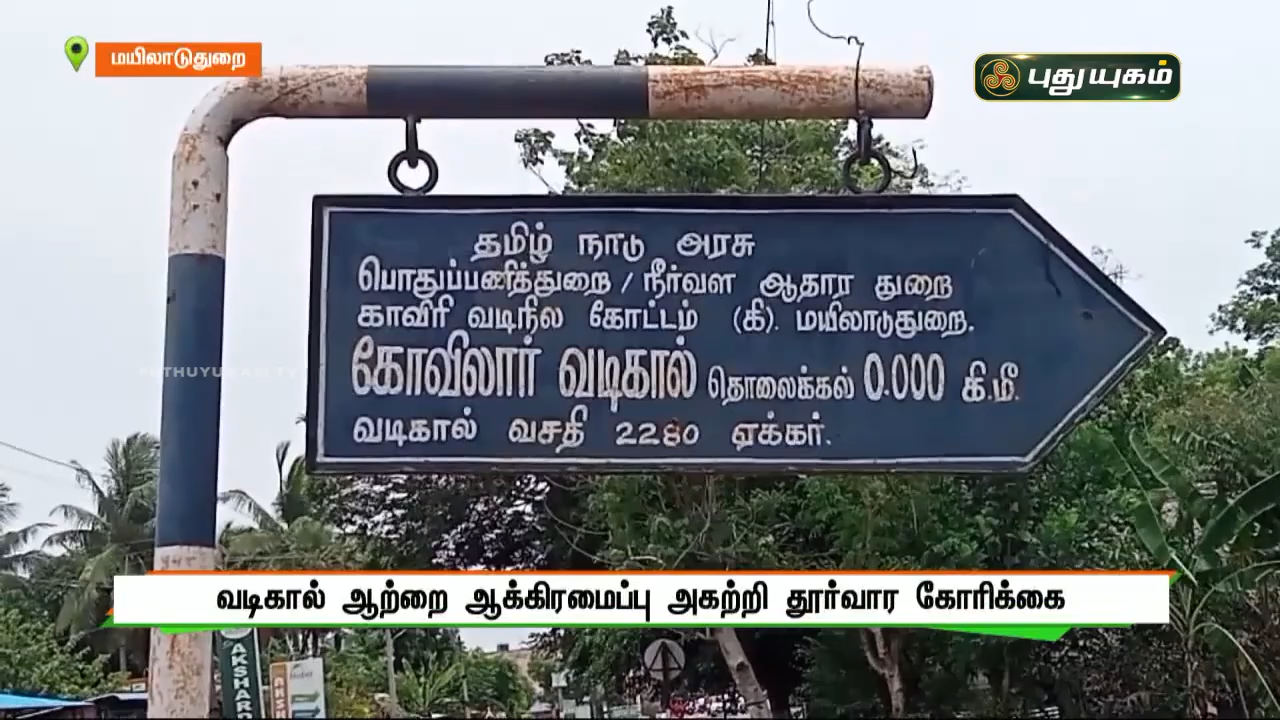 மயிலாடுதுறை
புதுயுகம்
தமிழ் நாடு அரசு
பொதுப்பணித்துறை / நீர்வள ஆதார துறை
காவிரி வடிநில கோட்டம் (கி). மயிலாடுதுறை.
கோவிலார் வடிகால் தொலைக்கல் 0.000 கி.மீ.
வடிகால் வசதி 2280 ஏக்கர்.
வடிகால் ஆற்றை ஆக்கிரமைப்பு அகற்றி தூர்வார கோரிக்கை